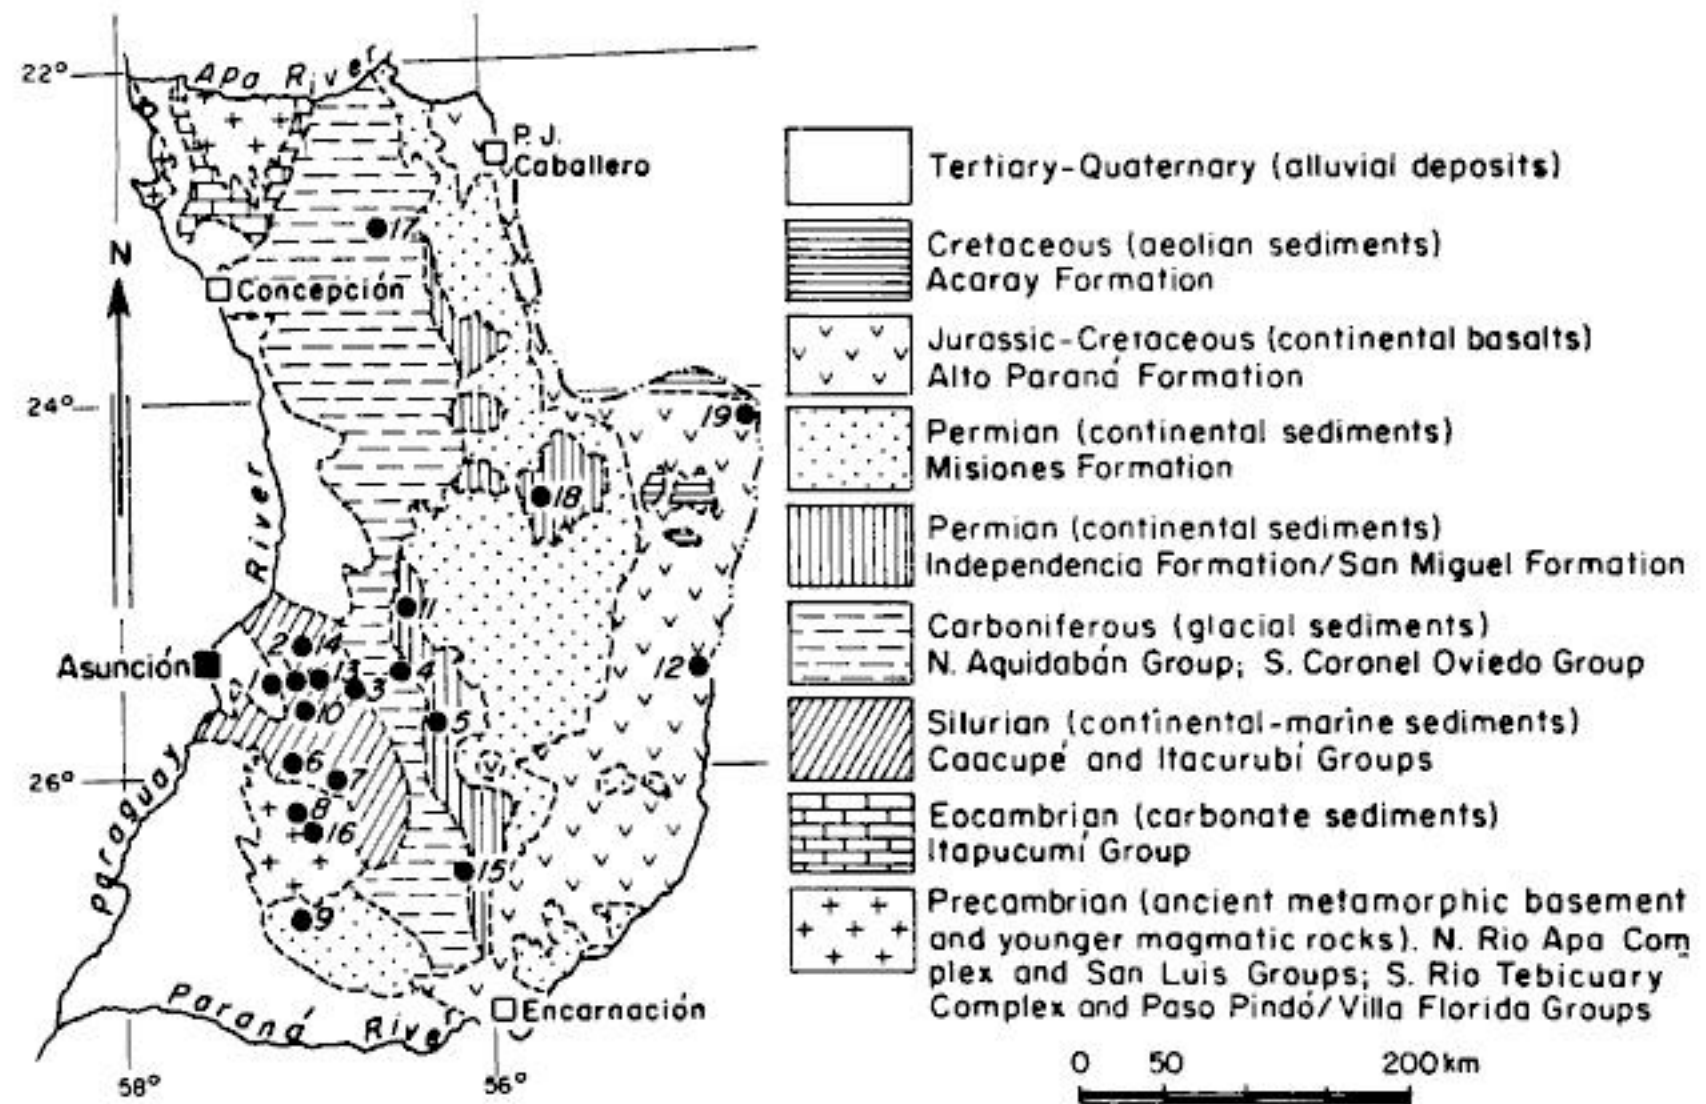 22°
Apa River
P. J.
Caballero
17
N
Concepción
24°
19
18
River
11
2 14
Asunción
13
4
12
3
10
5
6
7
26°
8
16
Paraguay
15
9
Paraná River
Encarnación
58°
56°
Tertiary-Quaternary (alluvial deposits)
Cretaceous (aeolian sediments)
Acaray Formation
Jurassic-Cretaceous (continental basalts)
Alto Paraná Formation
Permian (continental sediments)
Misiones Formation
Permian (continental sediments)
Independencia Formation/San Miguel Formation
Carboniferous (glacial sediments)
N. Aquidabán Group; S. Coronel Oviedo Group
Silurian (continental-marine sediments)
Caacupé and Itacurubí Groups
Eocambrian (carbonate sediments)
Itapucumí Group
Precambrian (ancient metamorphic basement
and younger magmatic rocks). N. Rio Apa Com
plex and San Luis Groups; S. Rio Tebicuary
Complex and Paso Pindó/Villa Florida Groups
0 50 200 km